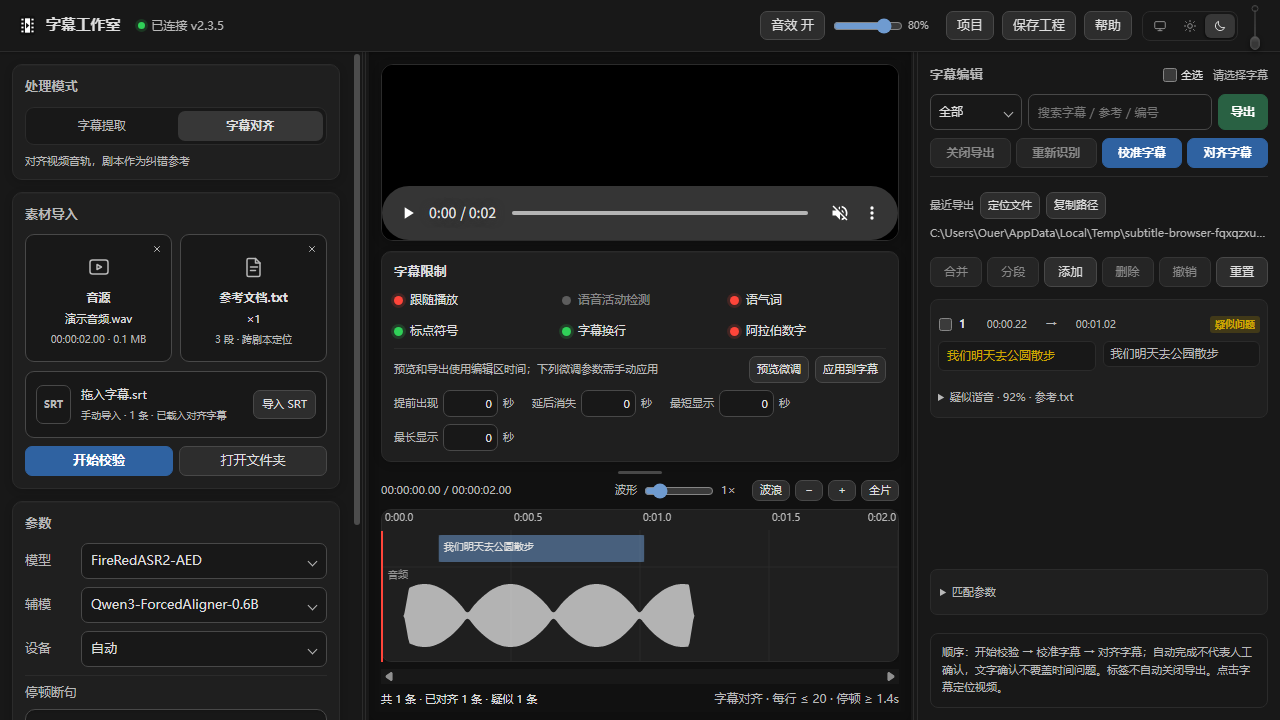 字幕工作室
已连接 v2.3.5
音效 开
80%
项目
保存工程
帮助
处理模式
字幕提取
字幕对齐
对齐视频音轨，剧本作为纠错参考
素材导入
×
音源
演示音频.wav
00:00:02.00 · 0.1 MB
×
参考文档.txt
×1
3 段 · 跨剧本定位
SRT
拖入字幕.srt
手动导入 · 1 条 · 已载入对齐字幕
导入 SRT
开始校验
打开文件夹
参数
模型
FireRedASR2-AED
辅模
Qwen3-ForcedAligner-0.6B
设备
自动
停顿断句
0:00 / 0:02
字幕限制
跟随播放
语音活动检测
语气词
标点符号
字幕换行
阿拉伯数字
预览和导出使用编辑区时间；下列微调参数需手动应用
预览微调
应用到字幕
提前出现 0 秒
延后消失 0 秒
最短显示 0 秒
最长显示 0 秒
00:00:00.00 / 00:00:02.00
波形
1×
波浪
−
+
全片
0:00.0
0:00.5
0:01.0
0:01.5
0:02.0
我们明天去公园散步
音频
共 1 条 · 已对齐 1 条 · 疑似 1 条
字幕对齐 · 每行 ≤ 20 · 停顿 ≥ 1.4s
字幕编辑
全选
请选择字幕
全部
搜索字幕 / 参考 / 编号
导出
关闭导出
重新识别
校准字幕
对齐字幕
最近导出
定位文件
复制路径
C:\Users\Ouer\AppData\Local\Temp\subtitle-browser-fqxqzxu...
合并
分段
添加
删除
撤销
重置
1
00:00.22
→
00:01.02
疑似问题
我们明天去公园散步
我们明天去公园散步
疑似谐音 · 92% · 参考.txt
匹配参数
顺序：开始校验 → 校准字幕 → 对齐字幕；自动完成不代表人工
确认，文字确认不覆盖时间问题。标签不自动关闭导出。点击字
幕定位视频。